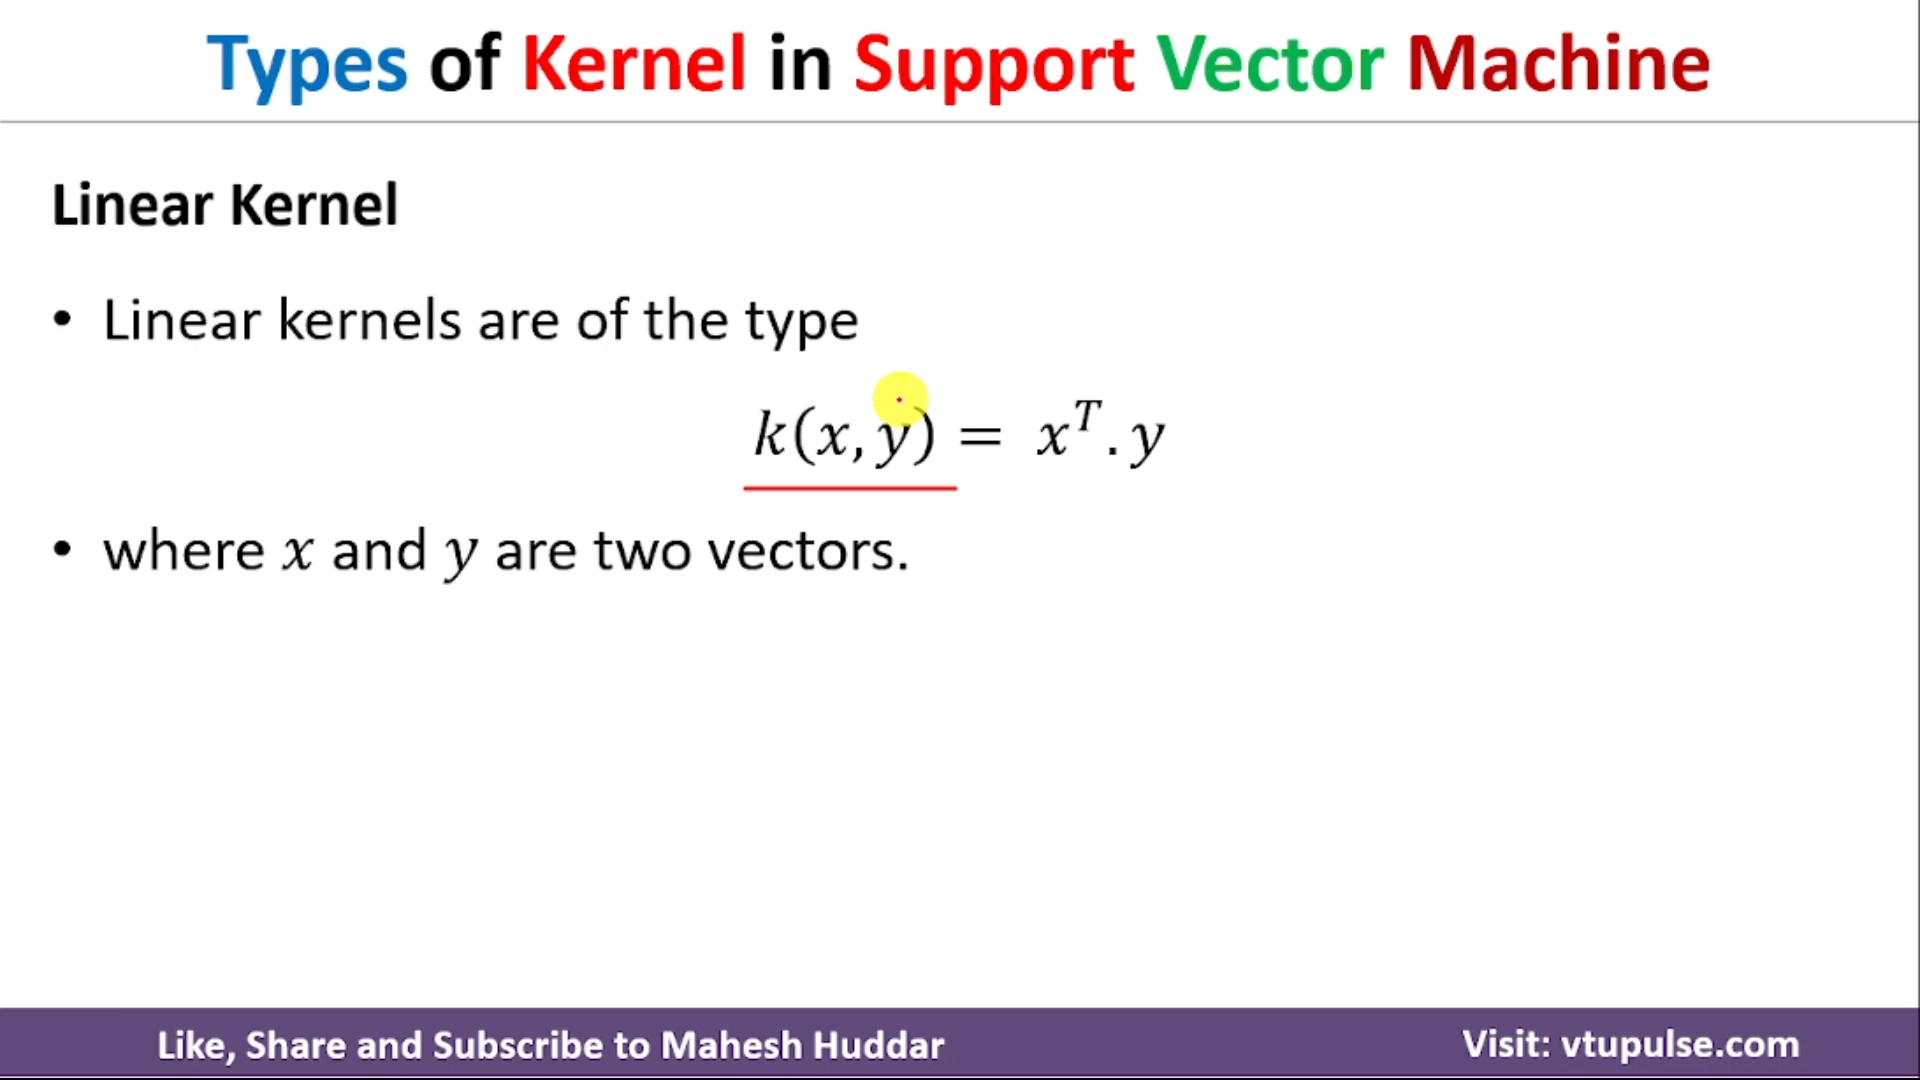 Types of Kernel in Support Vector Machine
Linear Kernel
• Linear kernels are of the type
k(x, y) = x^T . y
• where x and y are two vectors.
Like, Share and Subscribe to Mahesh Huddar
Visit: vtupulse.com